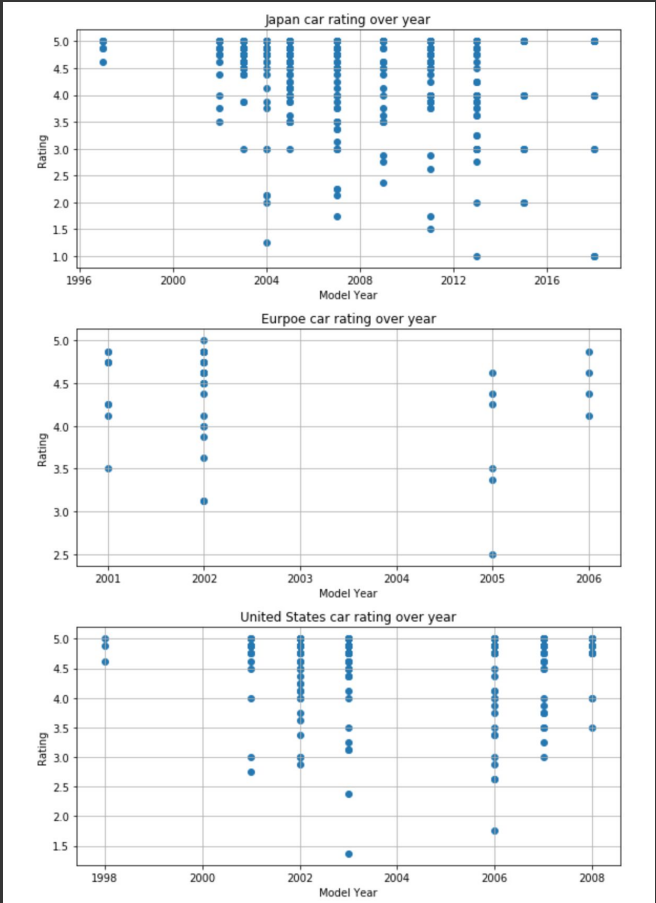 Japan car rating over year
5.0
4.5
4.0
3.5
3.0
2.5
2.0
1.5
1.0
Rating
1996 2000 2004 2008 2012 2016
Model Year
Eurpoe car rating over year
5.0
4.5
4.0
3.5
3.0
2.5
Rating
2001 2002 2003 2004 2005 2006
Model Year
United States car rating over year
5.0
4.5
4.0
3.5
3.0
2.5
2.0
1.5
Rating
1998 2000 2002 2004 2006 2008
Model Year